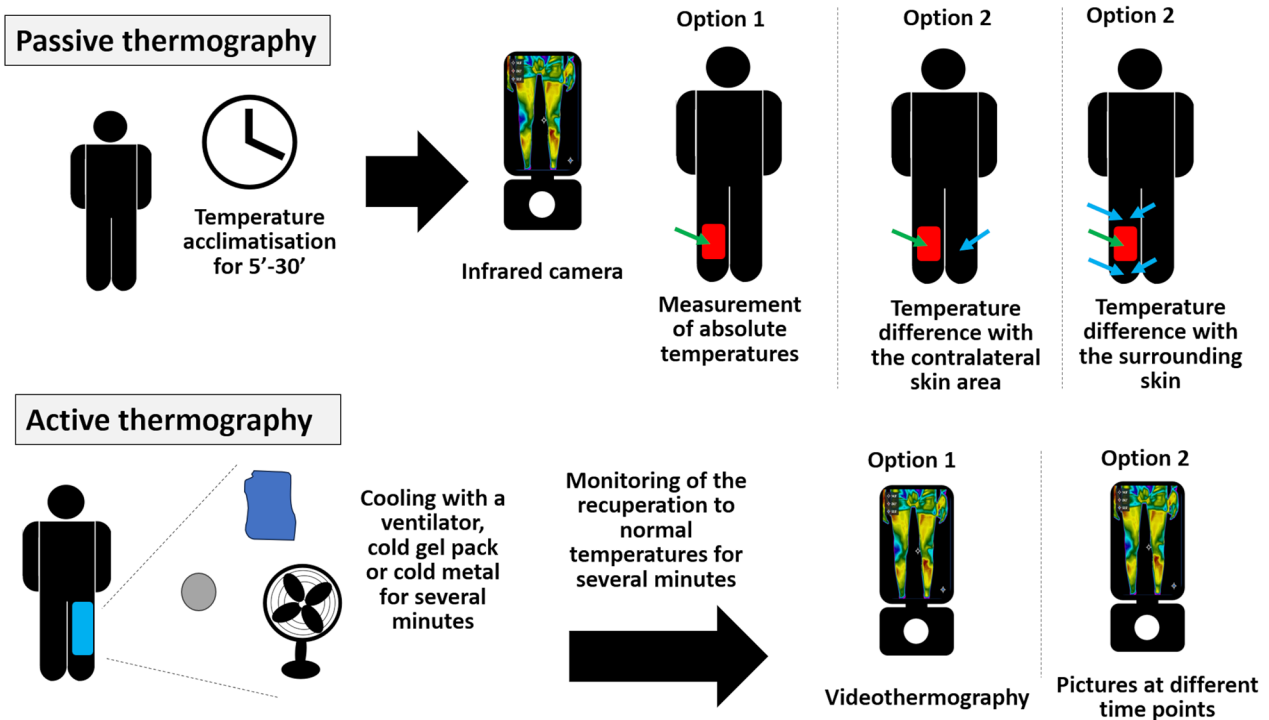 Passive thermography
Temperature
acclimatisation
for 5’-30’
Infrared camera
Option 1
Measurement
of absolute
temperatures
Option 2
Temperature
difference with
the contralateral
skin area
Option 2
Temperature
difference with
the surrounding
skin
Active thermography
Cooling with a
ventilator,
cold gel pack
or cold metal
for several
minutes
Monitoring of the
recuperation to
normal
temperatures for
several minutes
Option 1
Videothermography
Option 2
Pictures at different
time points